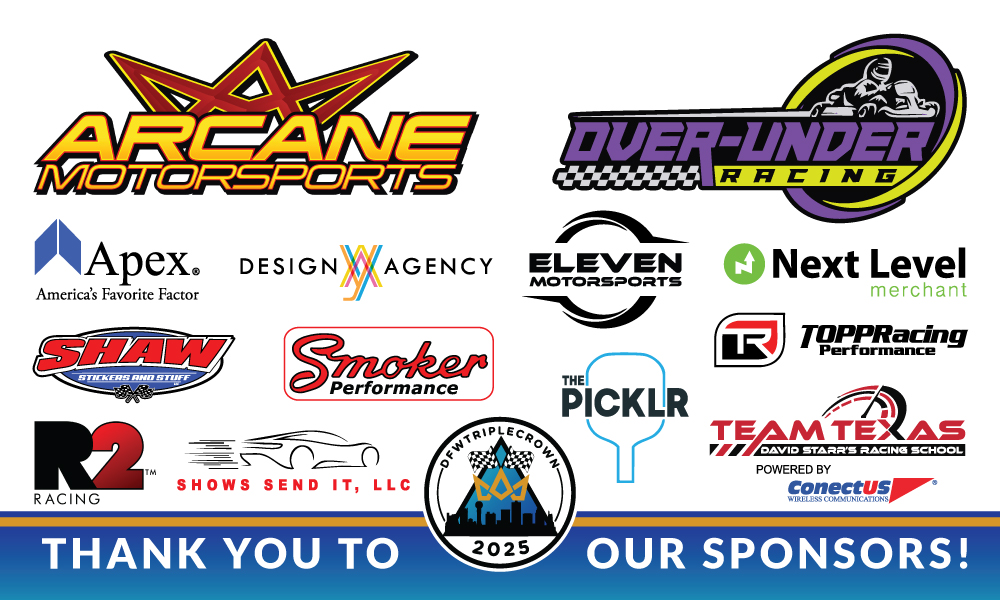 ARCANE
MOTORSPORTS
OVER-UNDER
RACING
Apex®
America's Favorite Factor
DESIGN AGENCY
ELEVEN
MOTORSPORTS
Next Level
merchant
SHAW
STICKERS AND STUFF
Smoker
Performance
THE
PICKLR
TR
TOPPRacing
Performance
R2™
RACING
SHOWS SEND IT, LLC
DFWTRIPLECROWN
2025
TEAM TEXAS
DAVID STARR'S RACING SCHOOL
POWERED BY
ConectUS®
WIRELESS COMMUNICATIONS
THANK YOU TO OUR SPONSORS!